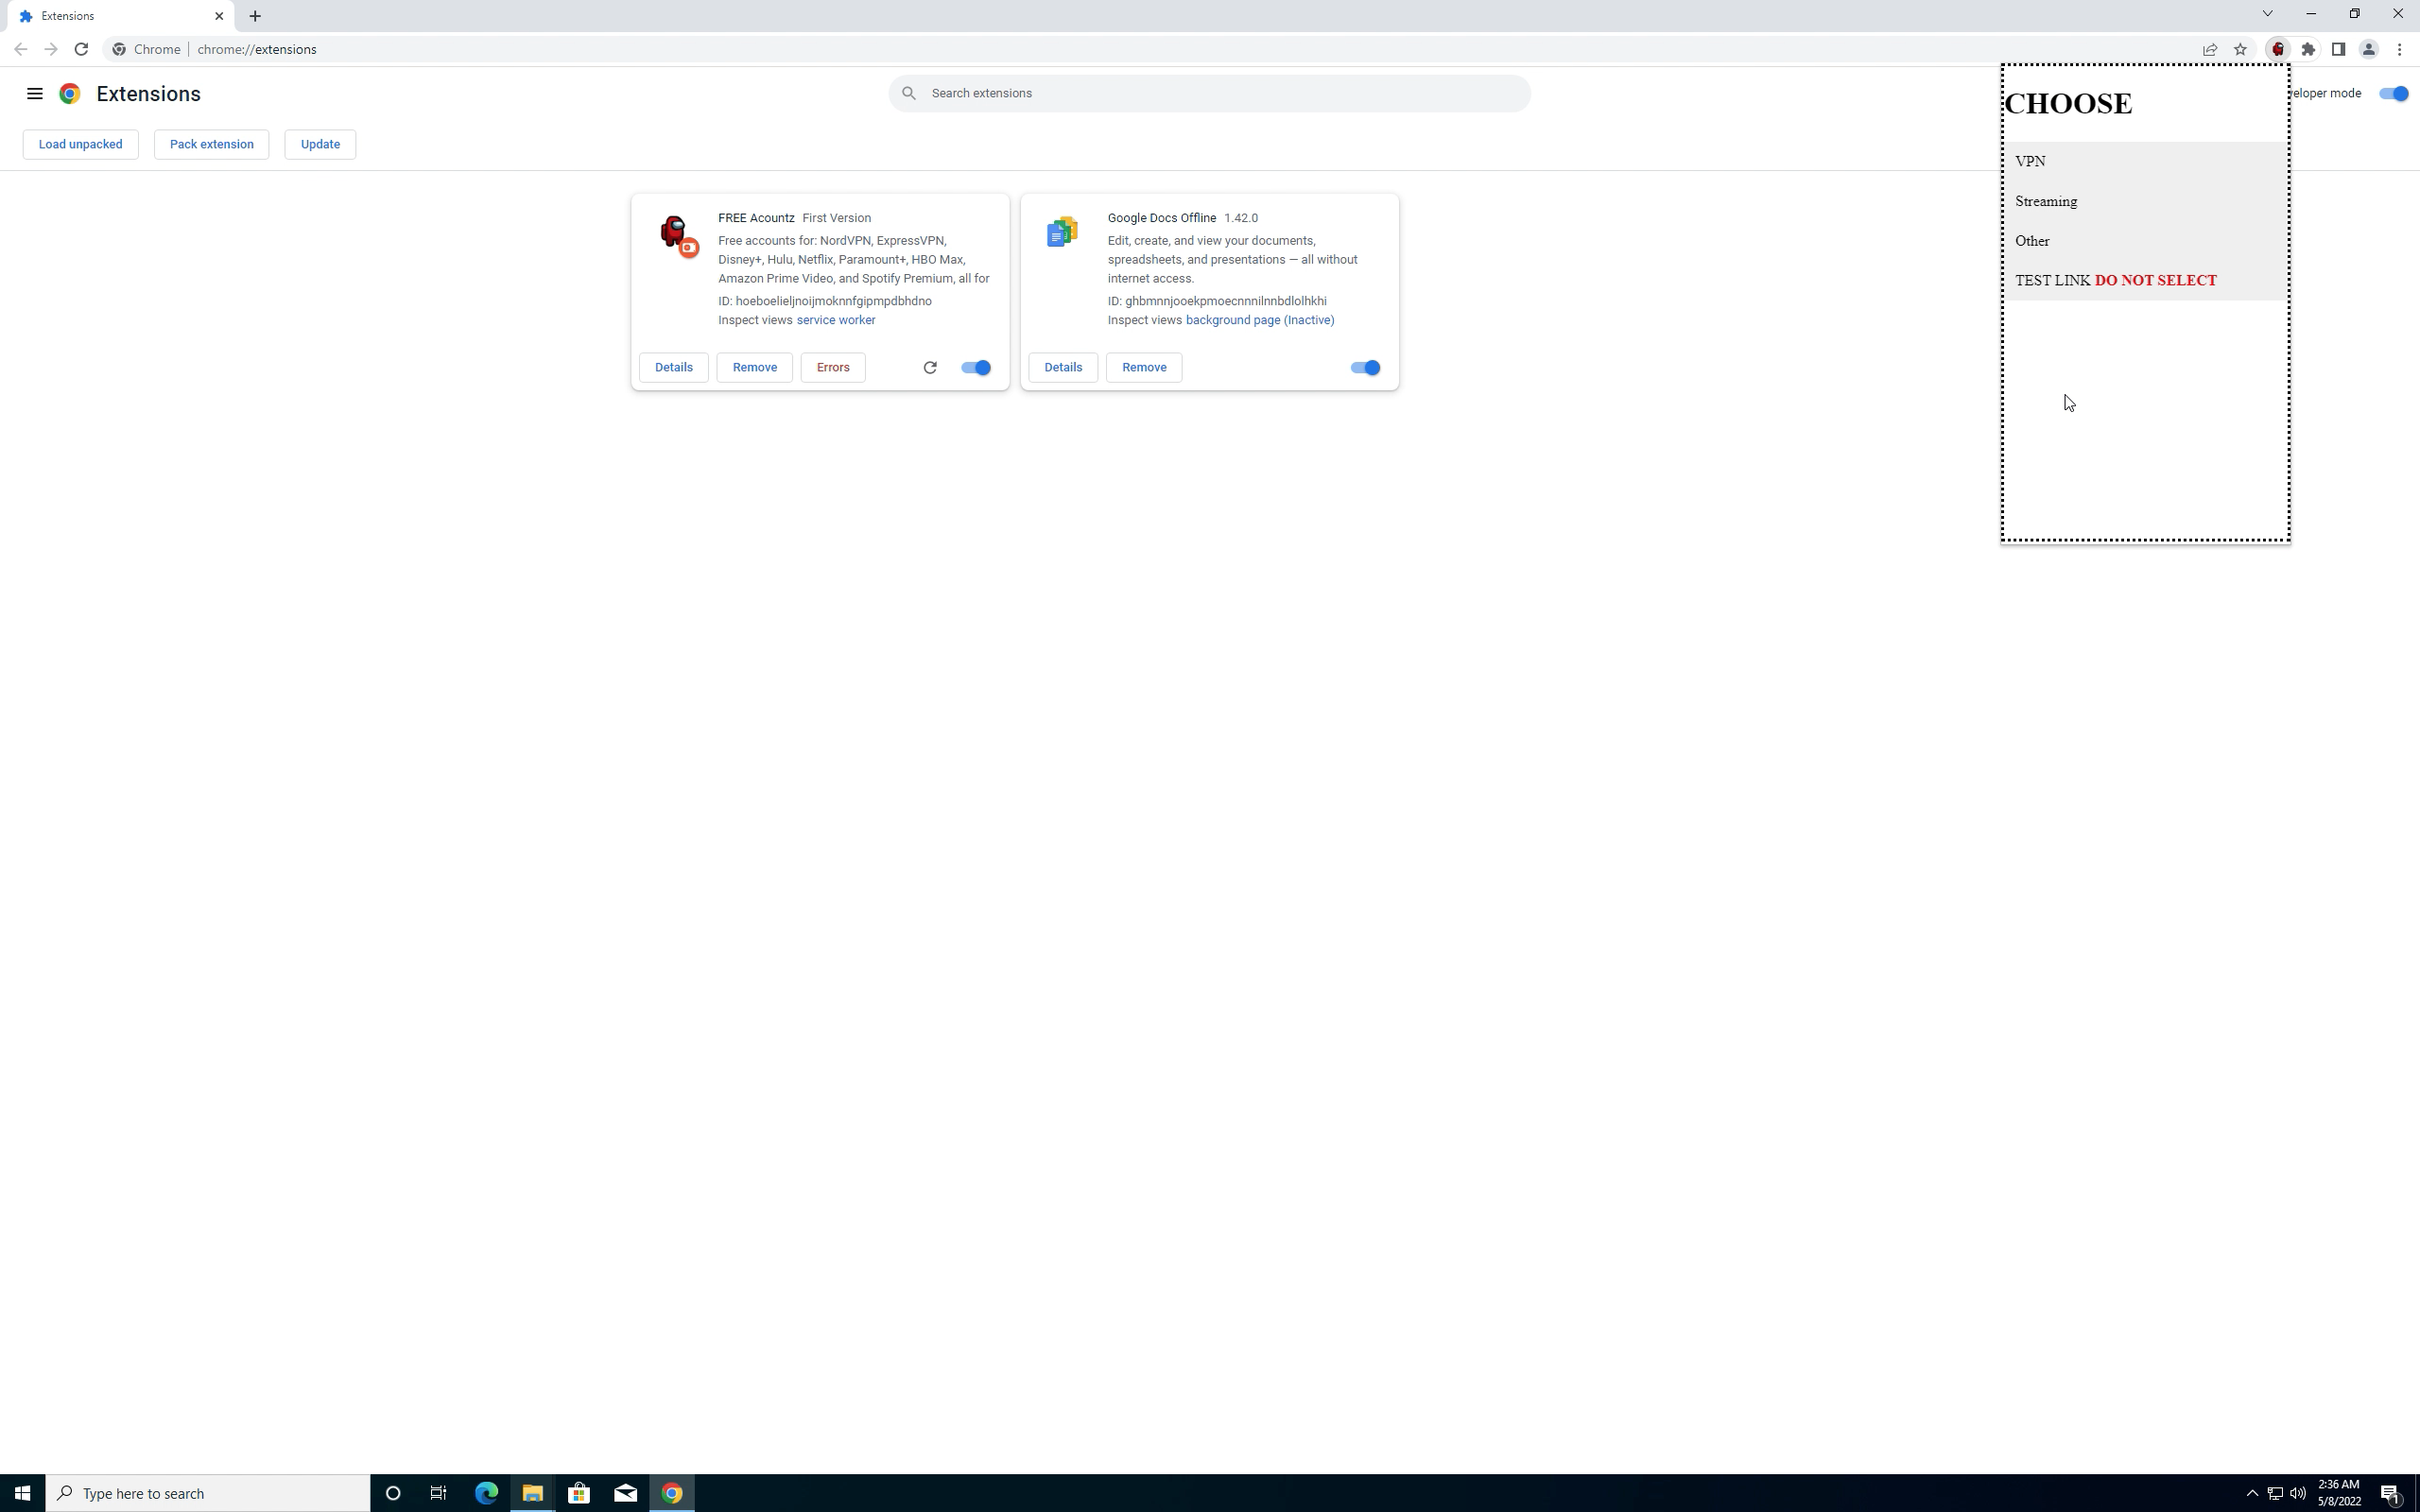 Extensions
Chrome
chrome://extensions
Extensions
Search extensions
eloper mode
CHOOSE
Load unpacked
Pack extension
Update
VPN
Streaming
Other
TEST LINK DO NOT SELECT
FREE Acountz First Version
Free accounts for: NordVPN, ExpressVPN,
Disney+, Hulu, Netflix, Paramount+, HBO Max,
Amazon Prime Video, and Spotify Premium, all for
ID: hoeboelieljnoijmoknnfgipmpdbhdno
Inspect views service worker
Details
Remove
Errors
Google Docs Offline 1.42.0
Edit, create, and view your documents,
spreadsheets, and presentations — all without
internet access.
ID: ghbmnnjooekpmoecnnnilnnbdlolhkhi
Inspect views background page (Inactive)
Details
Remove
Type here to search
2:36 AM
5/8/2022
1